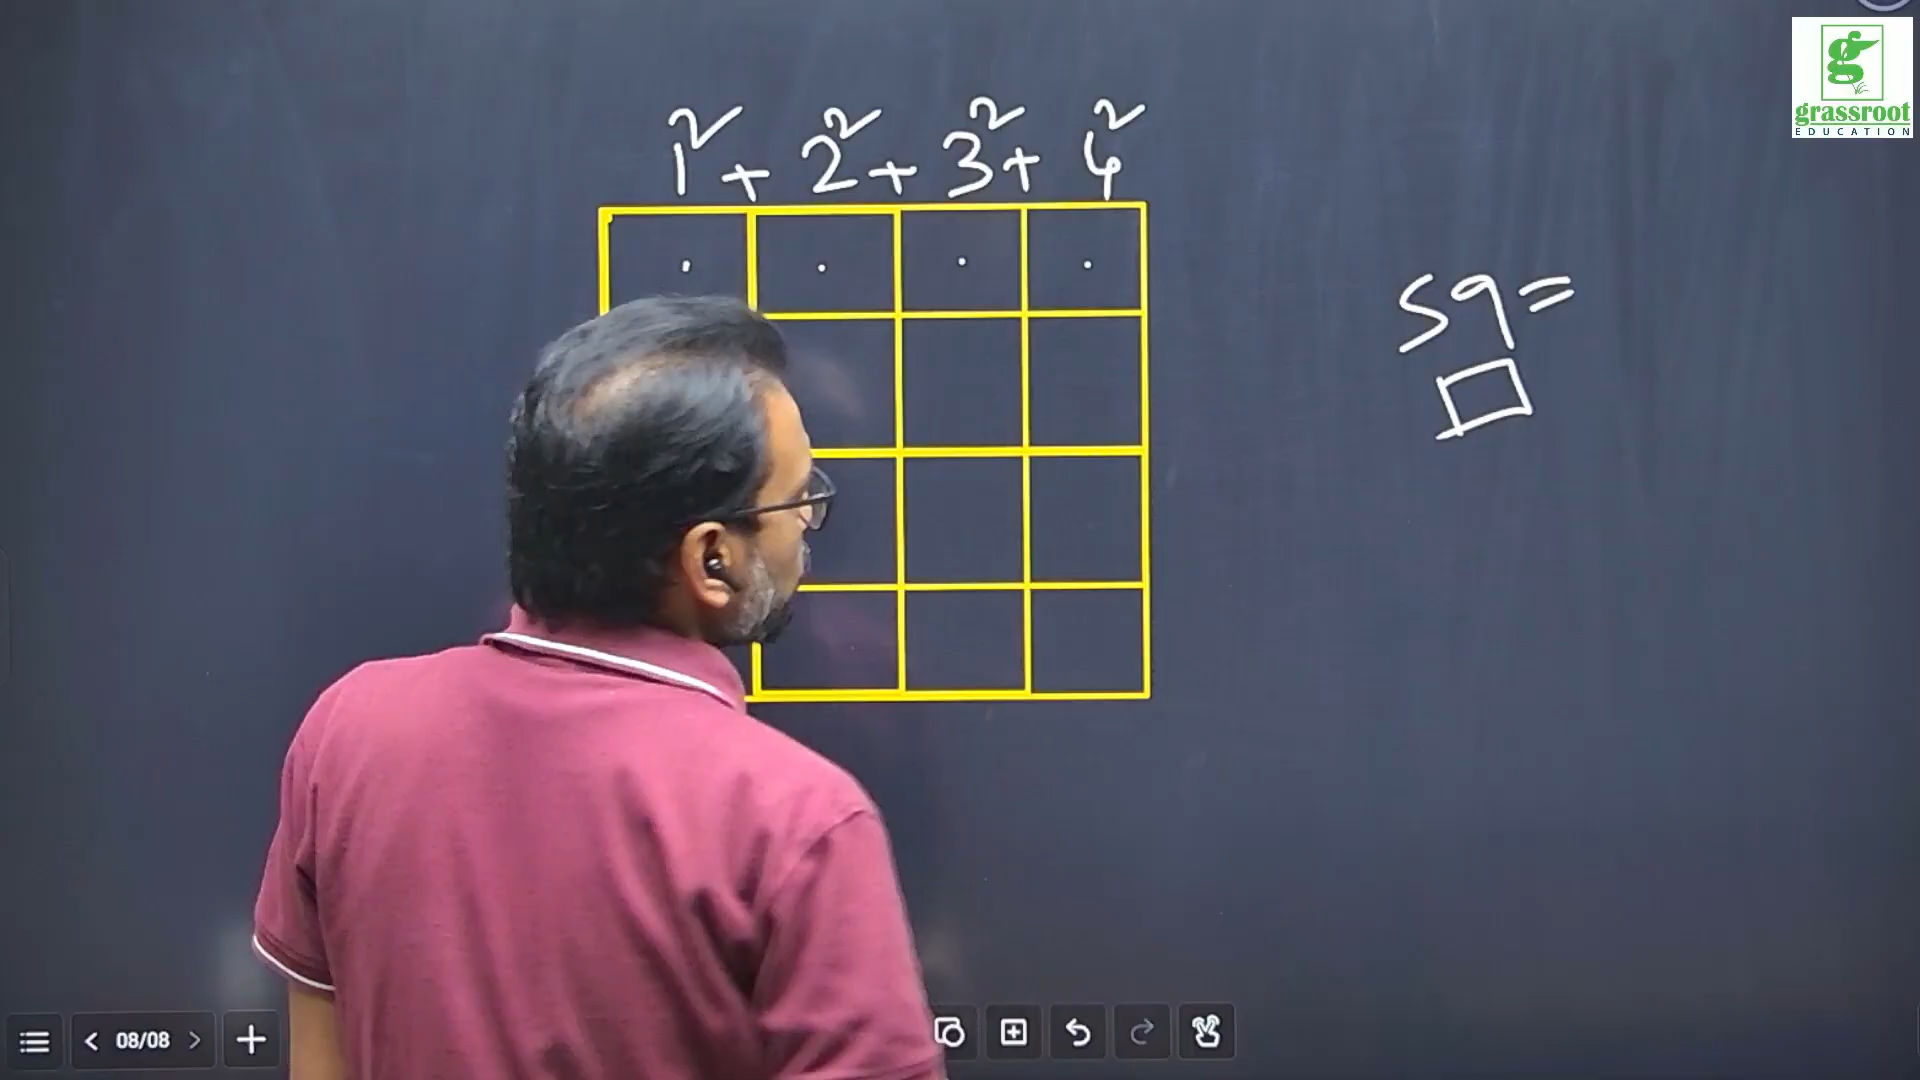 grassroot
EDUCATION
1² + 2² + 3² + 4²
sq =
08/08